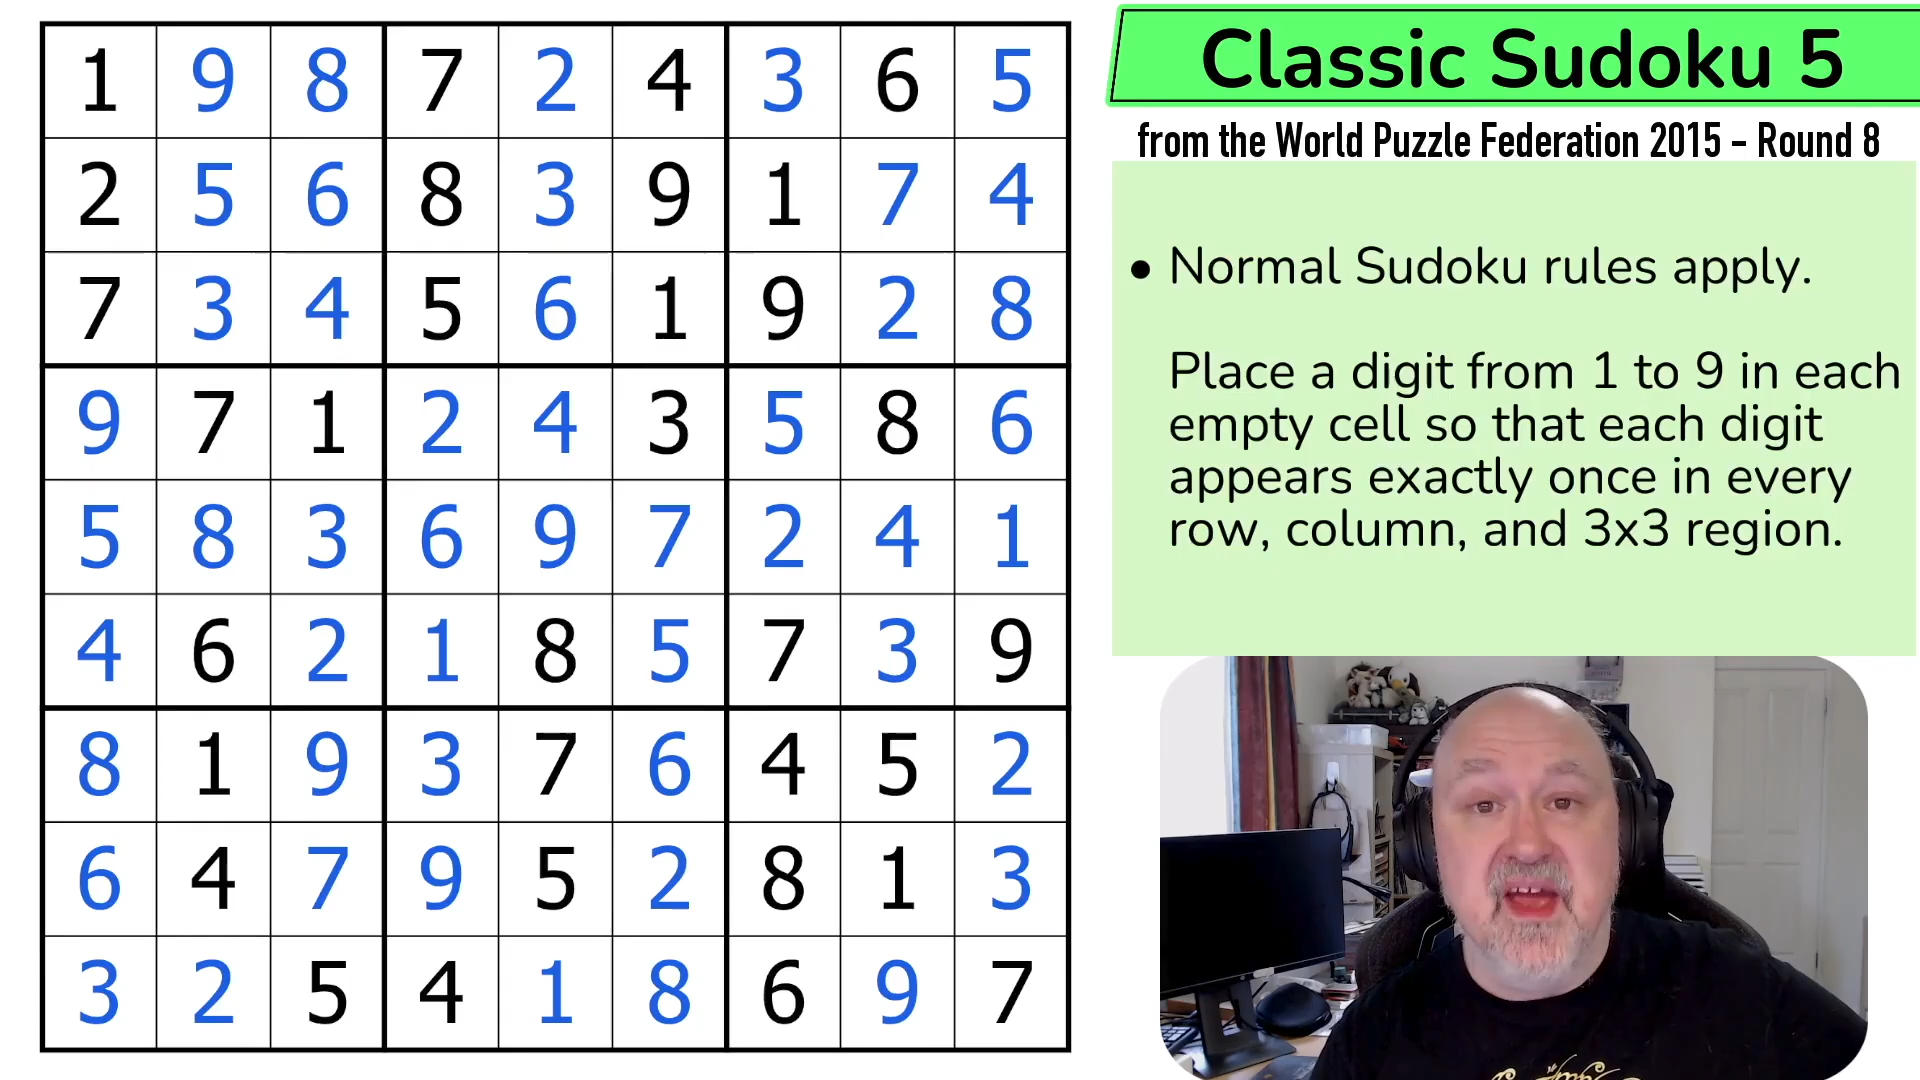 1 9 8 7 2 4 3 6 5
2 5 6 8 3 9 1 7 4
7 3 4 5 6 1 9 2 8
9 7 1 2 4 3 5 8 6
5 8 3 6 9 7 2 4 1
4 6 2 1 8 5 7 3 9
8 1 9 3 7 6 4 5 2
6 4 7 9 5 2 8 1 3
3 2 5 4 1 8 6 9 7
Classic Sudoku 5
from the World Puzzle Federation 2015 - Round 8
• Normal Sudoku rules apply.
Place a digit from 1 to 9 in each
empty cell so that each digit
appears exactly once in every
row, column, and 3x3 region.